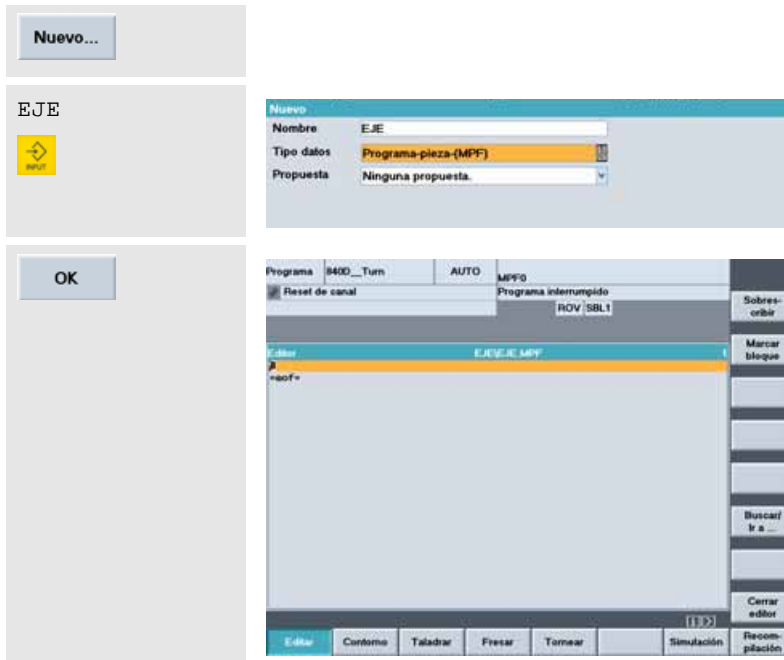 Nuevo...
EJE
INPUT
Nuevo
Nombre EJE
Tipo datos Programa-pieza-(MPF)
Propuesta Ninguna propuesta.
OK
Programa 840D__Turn AUTO MPF0
Reset de canal Programa interrumpido
ROV SBL1
Editor EJE\EJE.MPF 1
=eof=
Sobres-
cribir
Marcar
bloque
Buscar/
Ir a ...
Cerrar
editor
Editar Contorno Taladrar Fresar Tornear Simulación
Recom-
pilación